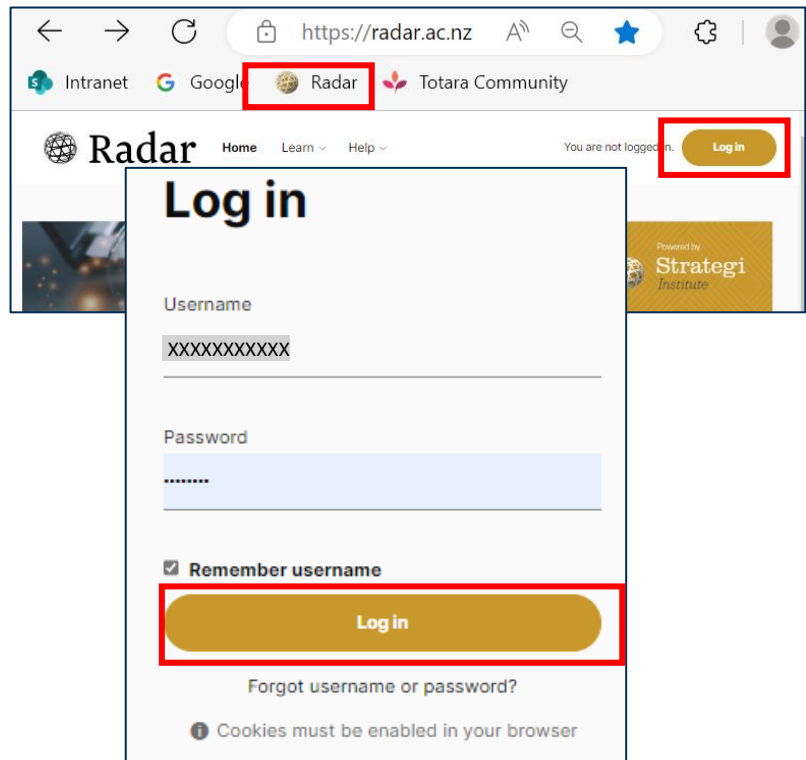 https://radar.ac.nz
Intranet Google Radar Totara Community
Radar Home Learn Help You are not logged in. Log in
Powered by
Strategi
Institute
Log in
Username
XXXXXXXXXXX
Password
........
Remember username
Log in
Forgot username or password?
Cookies must be enabled in your browser